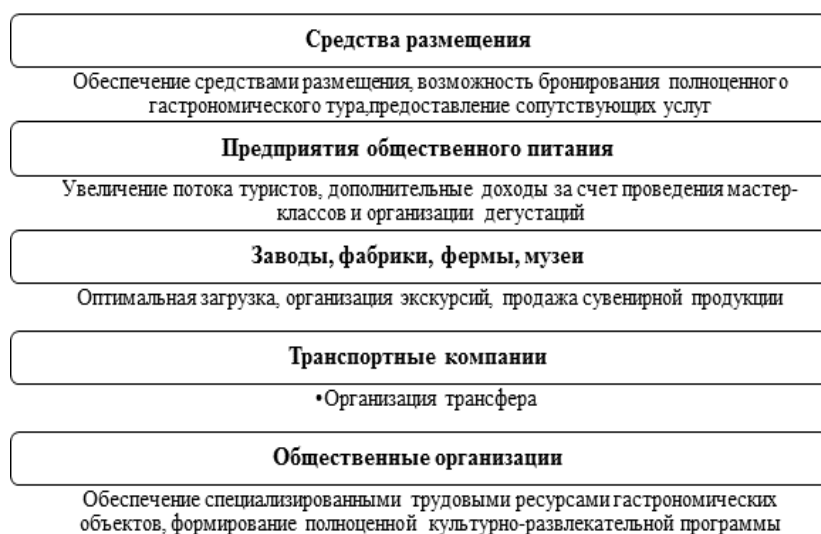 Средства размещения
Обеспечение средствами размещения, возможность бронирования полноценного
гастрономического тура,предоставление сопутствующих услуг
Предприятия общественного питания
Увеличение потока туристов, дополнительные доходы за счет проведения мастер-
классов и организации дегустаций
Заводы, фабрики, фермы, музеи
Оптимальная загрузка, организация экскурсий, продажа сувенирной продукции
Транспортные компании
•Организация трансфера
Общественные организации
Обеспечение специализированными трудовыми ресурсами гастрономических
объектов, формирование полноценной культурно-развлекательной программы